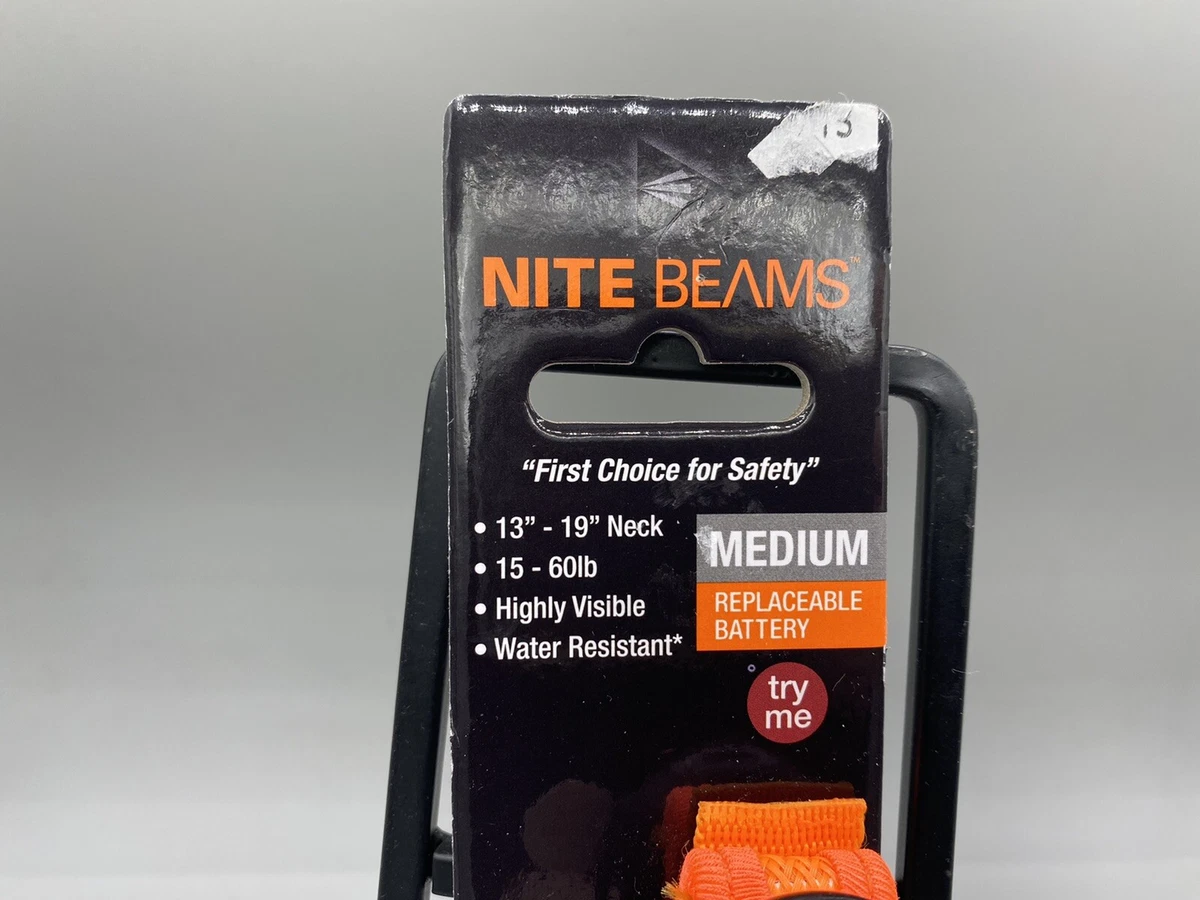 NITE BEAMS™
“First Choice for Safety”
• 13” - 19” Neck
• 15 - 60lb
• Highly Visible
• Water Resistant*
MEDIUM
REPLACEABLE
BATTERY
try
me